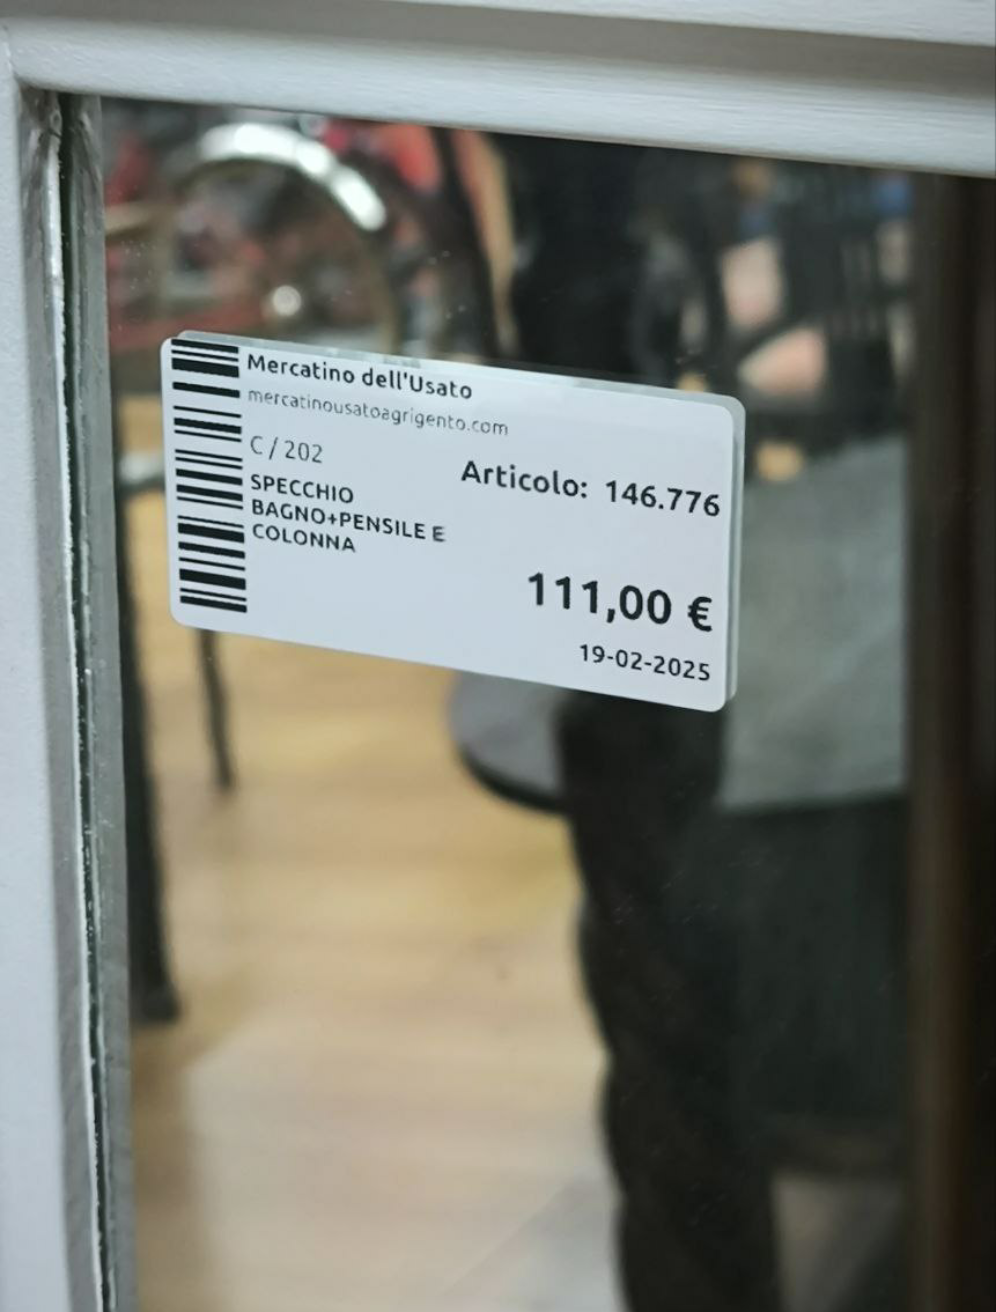 Mercatino dell'Usato
mercatinousatoagrigento.com
C / 202
Articolo: 146.776
SPECCHIO
BAGNO+PENSILE E
COLONNA
111,00 €
19-02-2025